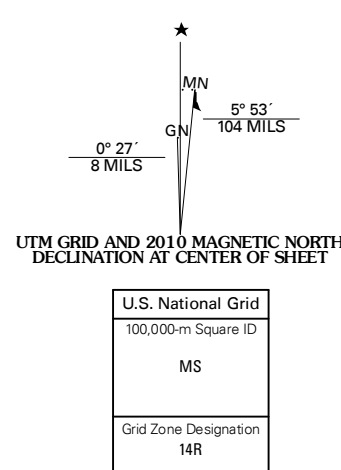 ★
MN
GN
5° 53´
104 MILS
0° 27´
8 MILS
UTM GRID AND 2010 MAGNETIC NORTH
DECLINATION AT CENTER OF SHEET
U.S. National Grid
100,000-m Square ID
MS
Grid Zone Designation
14R